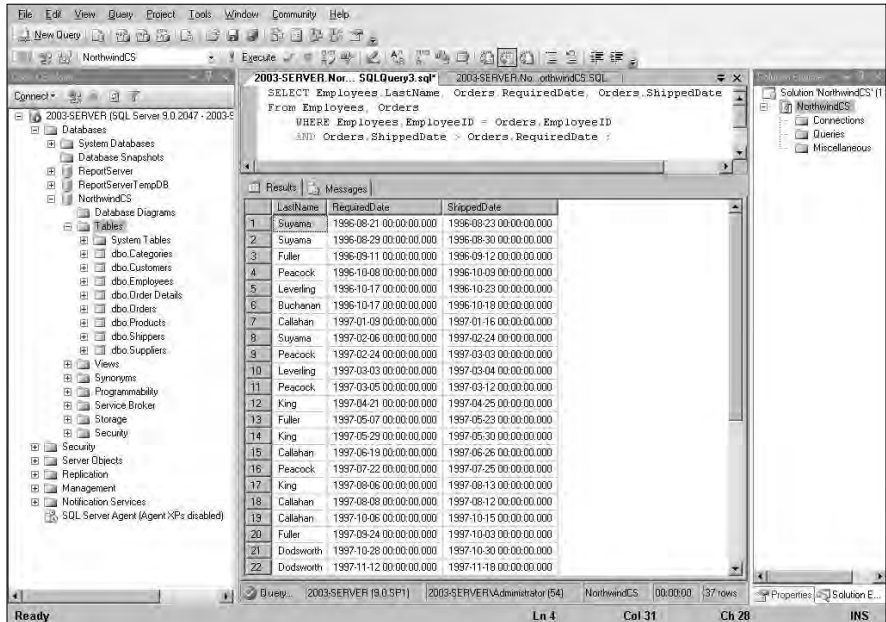 File Edit View Query Project Tools Window Community Help
New Query
NorthwindCS
Execute
Connect
2003-SERVER (SQL Server 9.0.2047 - 2003-S
Databases
System Databases
Database Snapshots
ReportServer
ReportServerTempDB
NorthwindCS
Database Diagrams
Tables
System Tables
dbo.Categories
dbo.Customers
dbo.Employees
dbo.Order Details
dbo.Orders
dbo.Products
dbo.Shippers
dbo.Suppliers
Views
Synonyms
Programmability
Service Broker
Storage
Security
Security
Server Objects
Replication
Management
Notification Services
SQL Server Agent (Agent XPs disabled)
2003-SERVER.Nor... SQLQuery3.sql* 2003-SERVER.No...orthwindCS.SQL
SELECT Employees.LastName, Orders.RequiredDate, Orders.ShippedDate
From Employees, Orders
WHERE Employees.EmployeeID = Orders.EmployeeID
AND Orders.ShippedDate > Orders.RequiredDate ;
Results Messages
LastName RequiredDate ShippedDate
1 Suyama 1996-08-21 00:00:00.000 1996-08-23 00:00:00.000
2 Suyama 1996-08-29 00:00:00.000 1996-08-30 00:00:00.000
3 Fuller 1996-09-11 00:00:00.000 1996-09-12 00:00:00.000
4 Peacock 1996-10-08 00:00:00.000 1996-10-09 00:00:00.000
5 Leverling 1996-10-17 00:00:00.000 1996-10-23 00:00:00.000
6 Buchanan 1996-10-17 00:00:00.000 1996-10-18 00:00:00.000
7 Callahan 1997-01-09 00:00:00.000 1997-01-16 00:00:00.000
8 Suyama 1997-02-06 00:00:00.000 1997-02-24 00:00:00.000
9 Peacock 1997-02-24 00:00:00.000 1997-03-03 00:00:00.000
10 Leverling 1997-03-03 00:00:00.000 1997-03-04 00:00:00.000
11 Peacock 1997-03-05 00:00:00.000 1997-03-12 00:00:00.000
12 King 1997-04-21 00:00:00.000 1997-04-25 00:00:00.000
13 Fuller 1997-05-07 00:00:00.000 1997-05-23 00:00:00.000
14 King 1997-05-29 00:00:00.000 1997-05-30 00:00:00.000
15 Callahan 1997-06-19 00:00:00.000 1997-06-26 00:00:00.000
16 Peacock 1997-07-22 00:00:00.000 1997-07-25 00:00:00.000
17 King 1997-08-06 00:00:00.000 1997-08-13 00:00:00.000
18 Callahan 1997-08-08 00:00:00.000 1997-08-12 00:00:00.000
19 Callahan 1997-10-06 00:00:00.000 1997-10-15 00:00:00.000
20 Fuller 1997-09-24 00:00:00.000 1997-10-03 00:00:00.000
21 Dodsworth 1997-10-28 00:00:00.000 1997-10-30 00:00:00.000
22 Dodsworth 1997-11-12 00:00:00.000 1997-11-18 00:00:00.000
Query... 2003-SERVER (9.0 SP1) 2003-SERVER\Administrator (54) NorthwindCS 00:00:00 37 rows
Solution 'NorthwindCS' (1
NorthwindCS
Connections
Queries
Miscellaneous
Properties Solution E...
Ready Ln 4 Col 31 Ch 28 INS